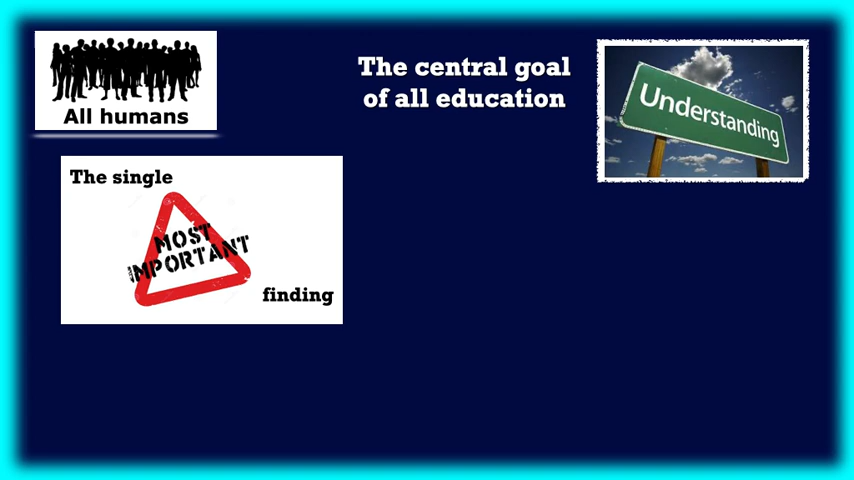 All humans
The central goal
of all education
Understanding
The single
MOST
IMPORTANT
finding